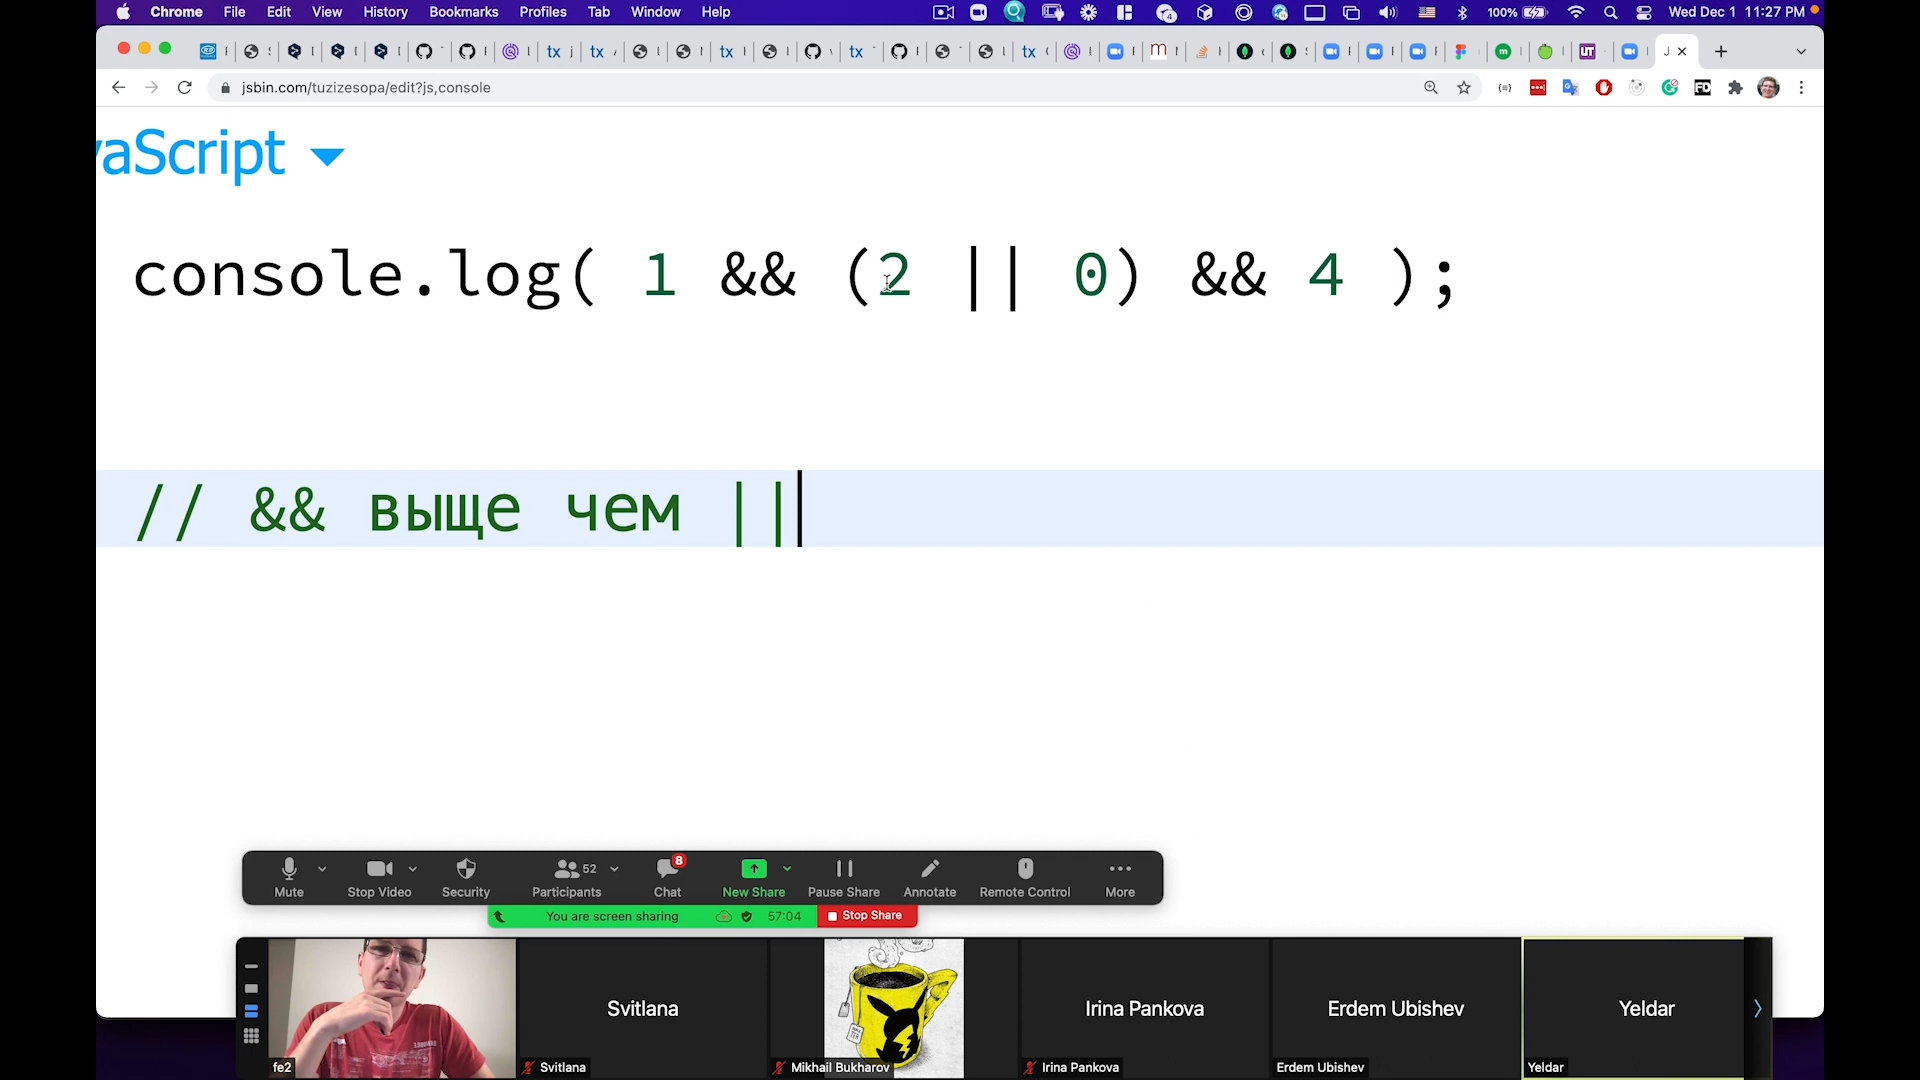 Chrome File Edit View History Bookmarks Profiles Tab Window Help 100% Wed Dec 1 11:27 PM
jsbin.com/tuzizesopa/edit?js,console
vaScript
console.log( 1 && (2 || 0) && 4 );
// && выще чем ||
52 8
Mute Stop Video Security Participants Chat New Share Pause Share Annotate Remote Control More
You are screen sharing 57:04 Stop Share
Svitlana Irina Pankova Erdem Ubishev Yeldar
fe2 Svitlana Mikhail Bukharov Irina Pankova Erdem Ubishev Yeldar